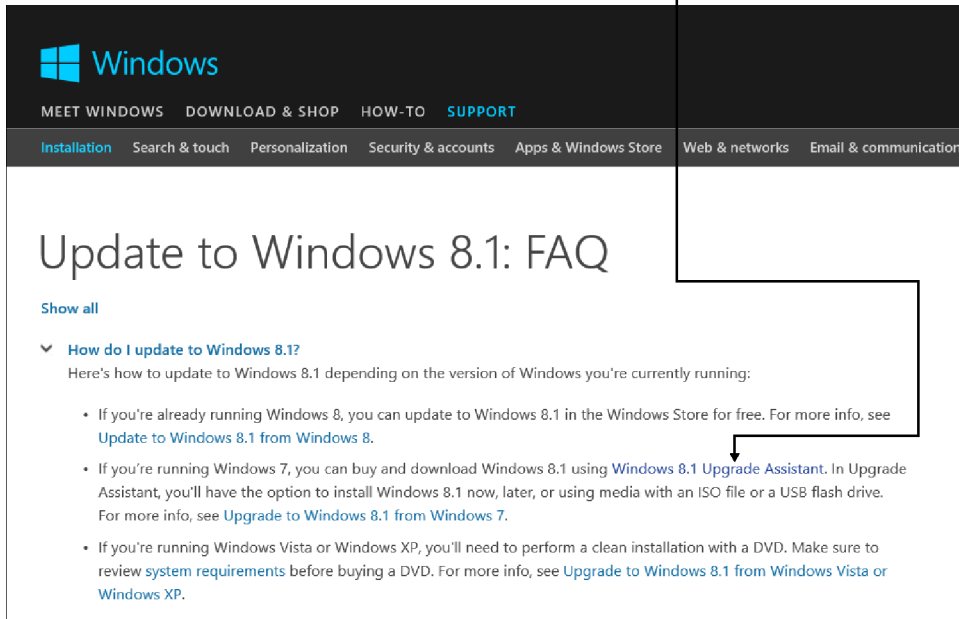 Windows
MEET WINDOWS DOWNLOAD & SHOP HOW-TO SUPPORT
Installation Search & touch Personalization Security & accounts Apps & Windows Store Web & networks Email & communication
Update to Windows 8.1: FAQ
Show all
How do I update to Windows 8.1?
Here's how to update to Windows 8.1 depending on the version of Windows you're currently running:
• If you're already running Windows 8, you can update to Windows 8.1 in the Windows Store for free. For more info, see
Update to Windows 8.1 from Windows 8.
• If you're running Windows 7, you can buy and download Windows 8.1 using Windows 8.1 Upgrade Assistant. In Upgrade
Assistant, you'll have the option to install Windows 8.1 now, later, or using media with an ISO file or a USB flash drive.
For more info, see Upgrade to Windows 8.1 from Windows 7.
• If you're running Windows Vista or Windows XP, you'll need to perform a clean installation with a DVD. Make sure to
review system requirements before buying a DVD. For more info, see Upgrade to Windows 8.1 from Windows Vista or
Windows XP.